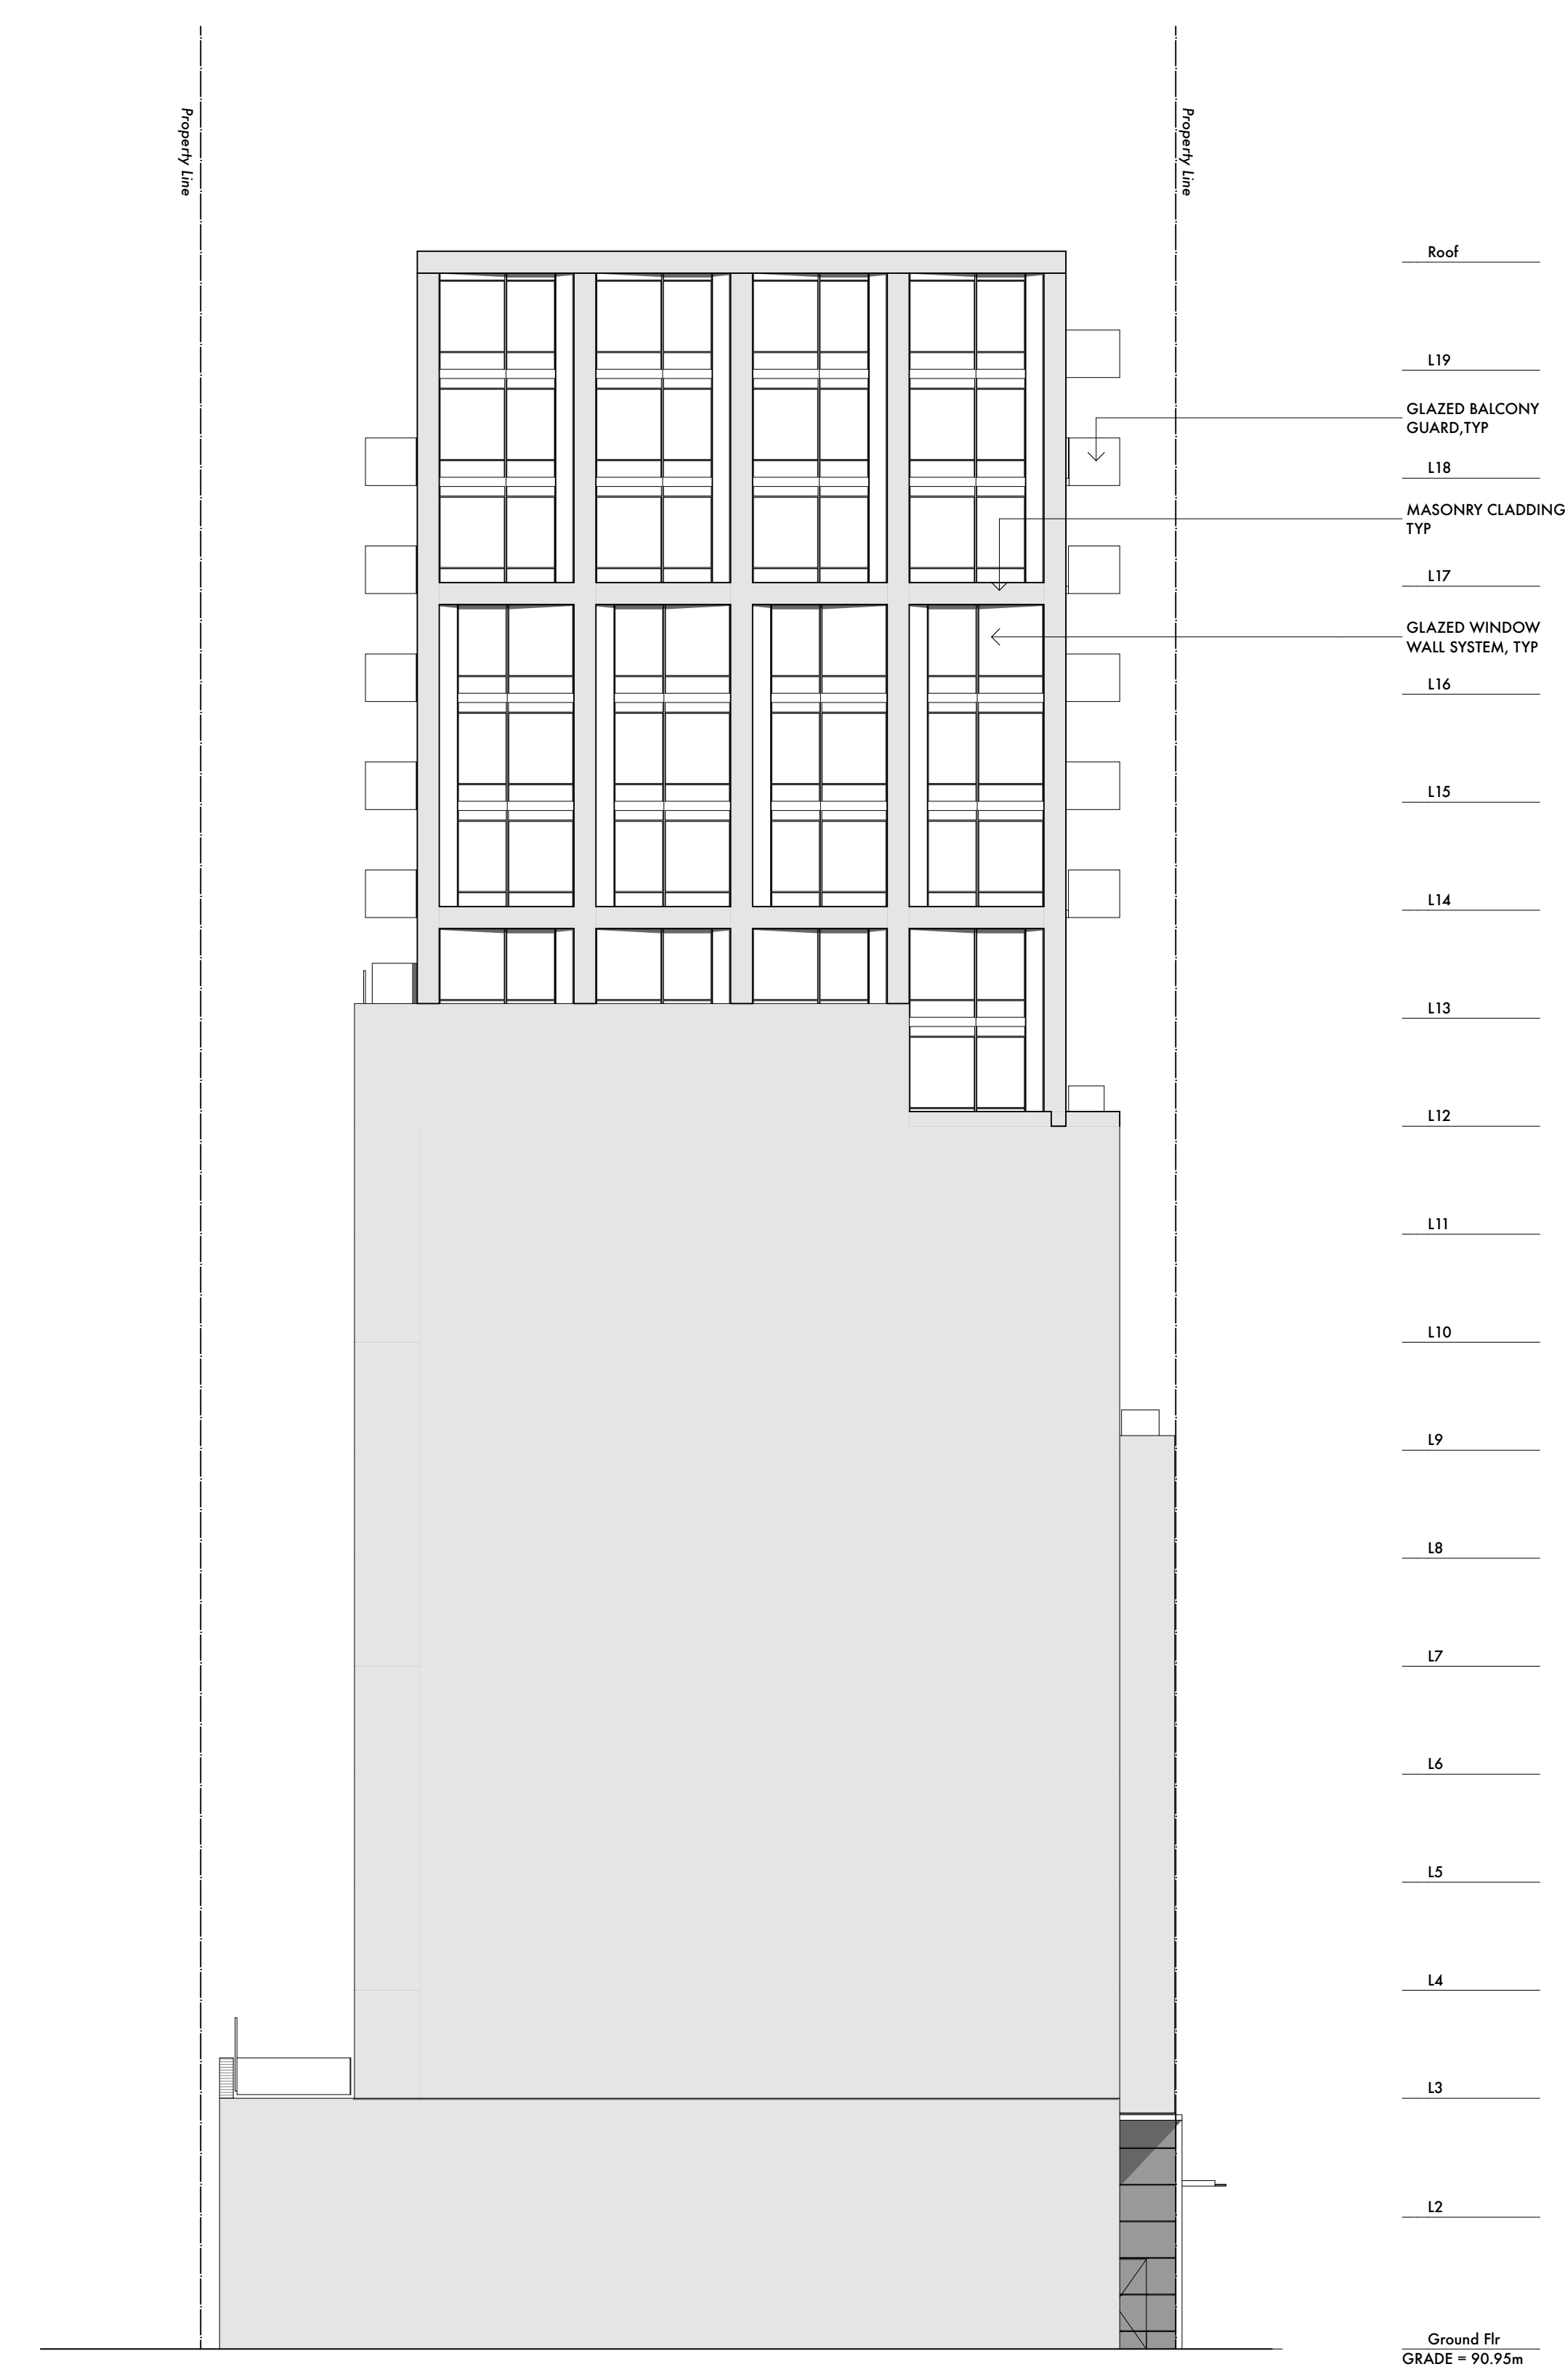 Property Line
Property Line
Roof
L19
GLAZED BALCONY
GUARD,TYP
L18
MASONRY CLADDING
TYP
L17
GLAZED WINDOW
WALL SYSTEM, TYP
L16
L15
L14
L13
L12
L11
L10
L9
L8
L7
L6
L5
L4
L3
L2
Ground Flr
GRADE = 90.95m